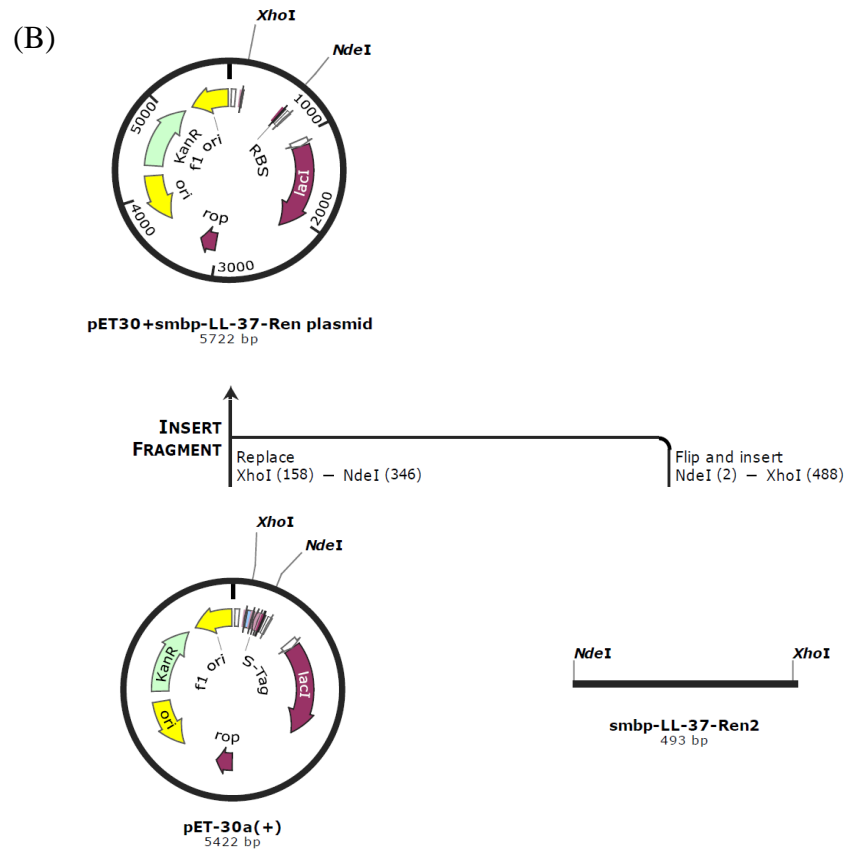 (B)
XhoI
NdeI
5000
1000
KanR
f1 ori
RBS
ori
lacI
4000
2000
rop
3000
pET30+smbp-LL-37-Ren plasmid
5722 bp
INSERT
FRAGMENT
Replace
XhoI (158) – NdeI (346)
Flip and insert
NdeI (2) – XhoI (488)
XhoI
NdeI
KanR
f1 ori
S-Tag
lacI
ori
rop
pET-30a(+)
5422 bp
NdeI
XhoI
smbp-LL-37-Ren2
493 bp